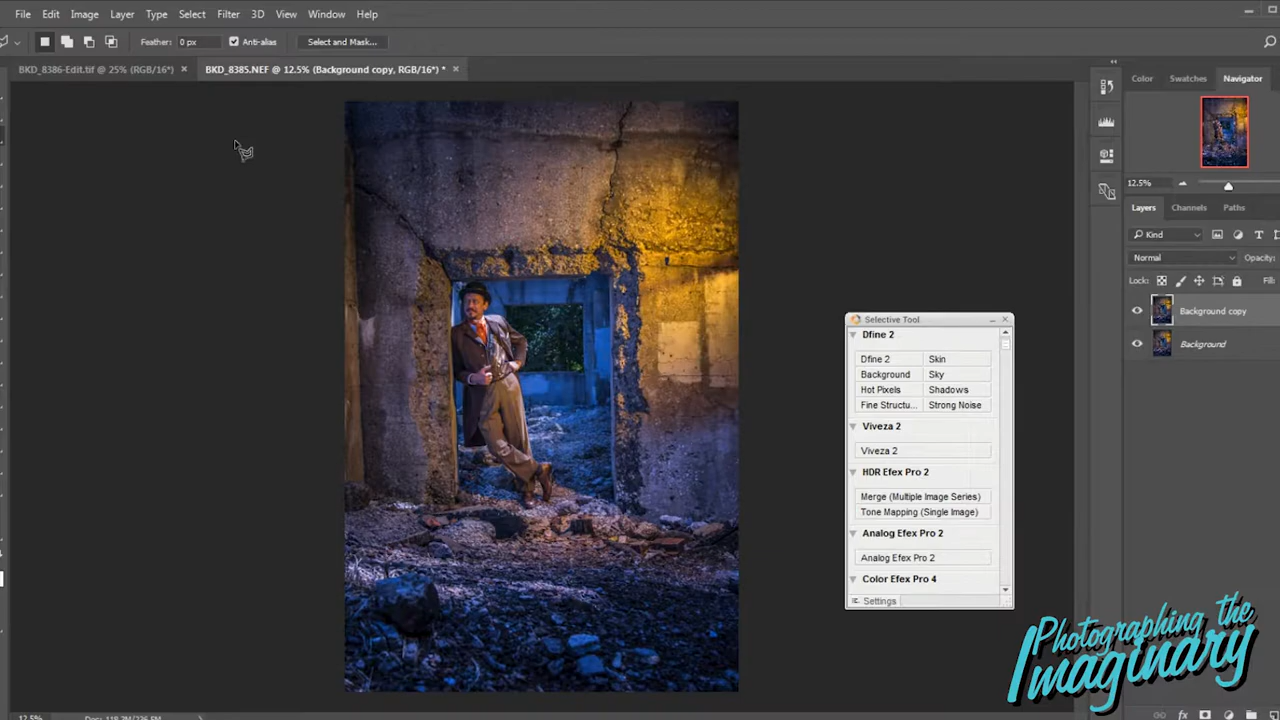 File Edit Image Layer Type Select Filter 3D View Window Help
Feather: 0 px Anti-alias Select and Mask...
BKD_8386-Edit.tif @ 25% (RGB/16*) × BKD_8385.NEF @ 12.5% (Background copy, RGB/16*) * ×
Color Swatches Navigator
12.5%
Layers Channels Paths
Kind
Normal Opacity:
Lock: Fill:
Background copy
Background
Selective Tool
Dfine 2
Dfine 2 Skin
Background Sky
Hot Pixels Shadows
Fine Structu... Strong Noise
Viveza 2
Viveza 2
HDR Efex Pro 2
Merge (Multiple Image Series)
Tone Mapping (Single Image)
Analog Efex Pro 2
Analog Efex Pro 2
Color Efex Pro 4
Settings
Photographing the
Imaginary